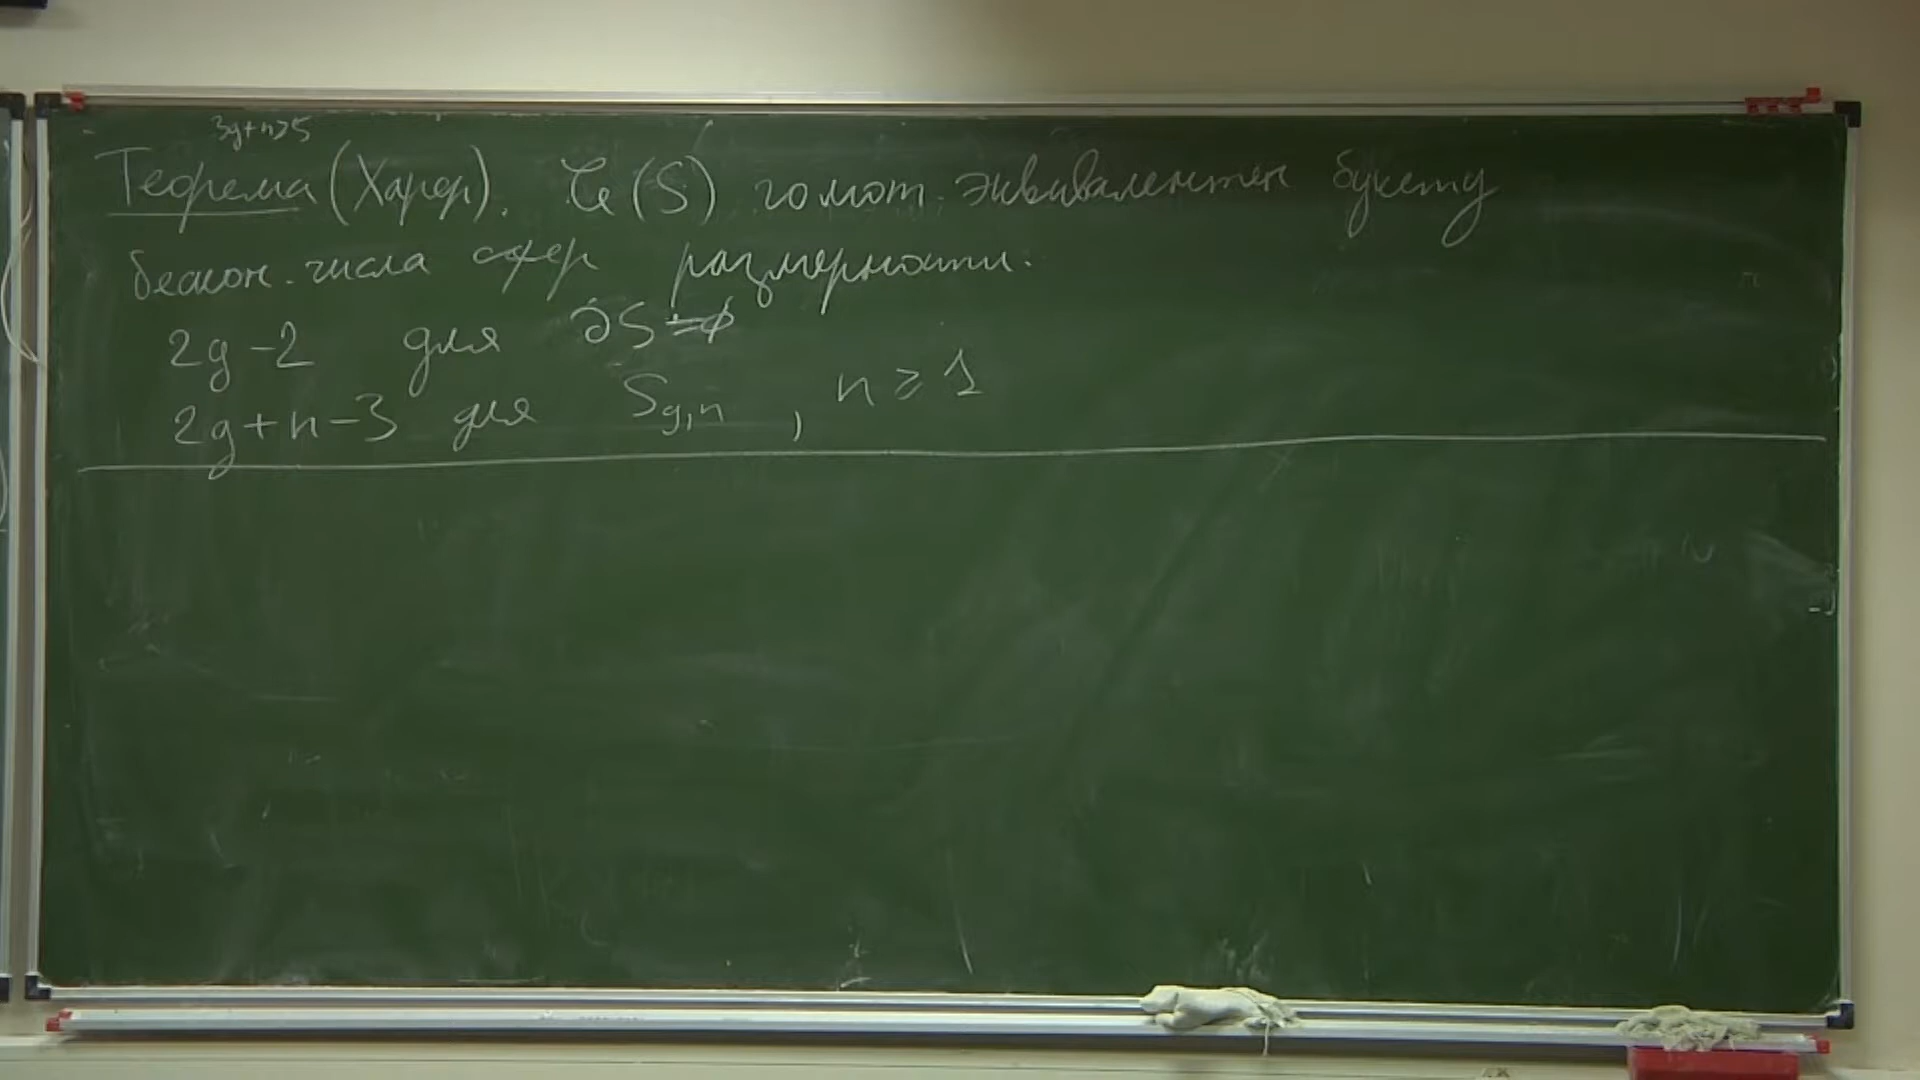 3g+n≥5
Теорема (Харер). C(S) гомот. эквивалентен букету
бескон. числа сфер размерности.
2g-2 для ∂S=∅
2g+n-3 для S_{g,n}, n ≥ 1